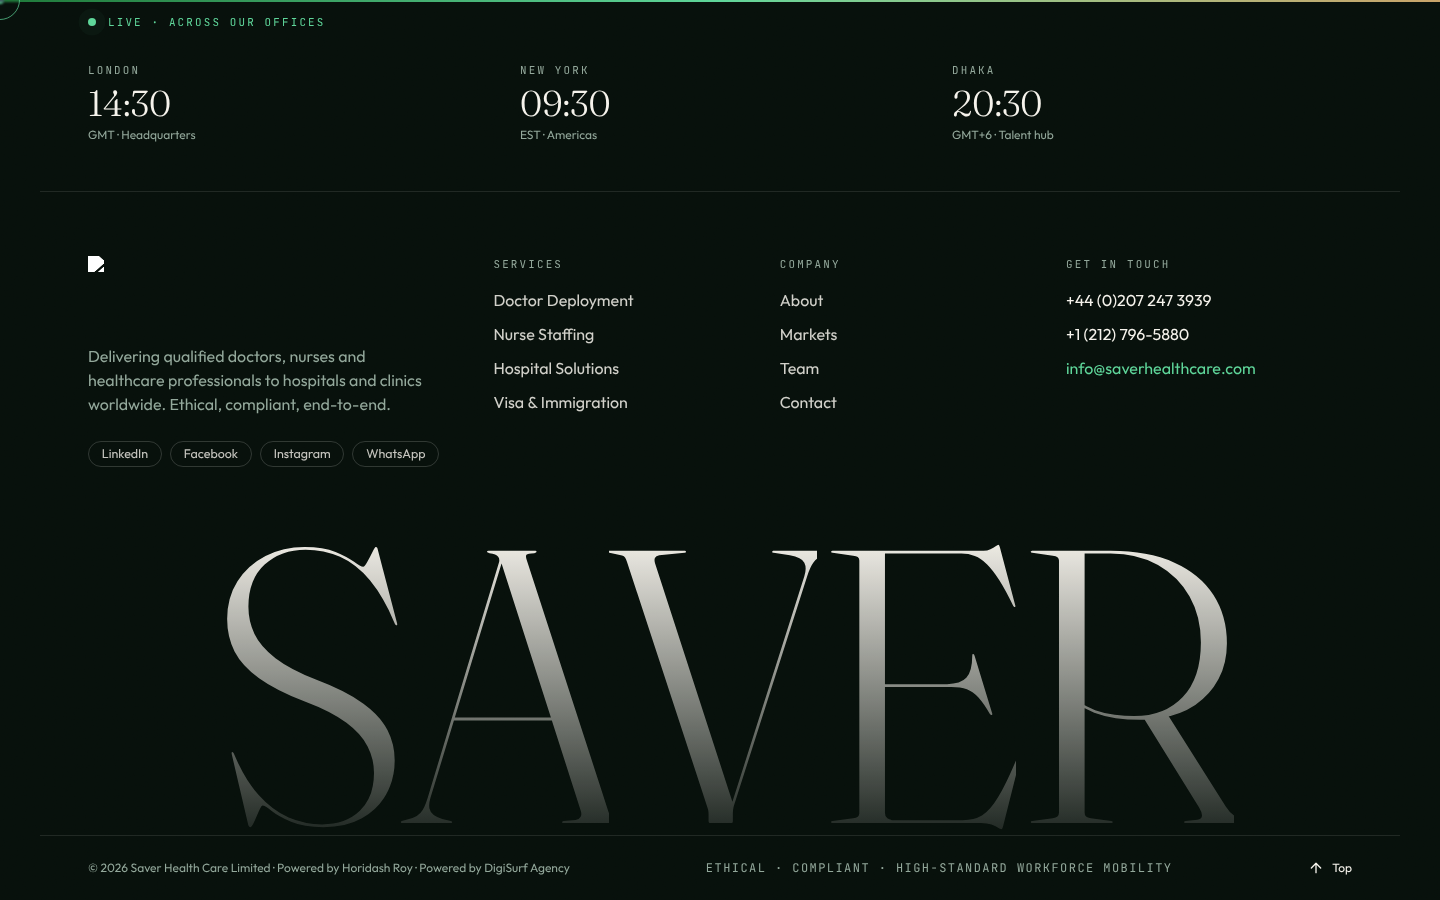 LIVE · ACROSS OUR OFFICES
LONDON
14:30
GMT · Headquarters
NEW YORK
09:30
EST · Americas
DHAKA
20:30
GMT+6 · Talent hub
Delivering qualified doctors, nurses and
healthcare professionals to hospitals and clinics
worldwide. Ethical, compliant, end-to-end.
LinkedIn
Facebook
Instagram
WhatsApp
SERVICES
Doctor Deployment
Nurse Staffing
Hospital Solutions
Visa & Immigration
COMPANY
About
Markets
Team
Contact
GET IN TOUCH
+44 (0)207 247 3939
+1 (212) 796-5880
info@saverhealthcare.com
SAVER
© 2026 Saver Health Care Limited · Powered by Horidash Roy · Powered by DigiSurf Agency
ETHICAL · COMPLIANT · HIGH-STANDARD WORKFORCE MOBILITY
↑ Top